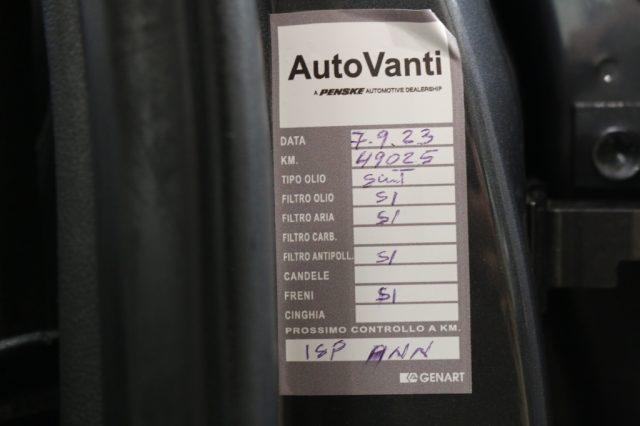 AutoVanti
A PENSKE AUTOMOTIVE DEALERSHIP
DATA 7.9.23
KM. 49025
TIPO OLIO SINT
FILTRO OLIO SI
FILTRO ARIA SI
FILTRO CARB.
FILTRO ANTIPOLL. SI
CANDELE
FRENI SI
CINGHIA
PROSSIMO CONTROLLO A KM.
ISP ANN
GENART